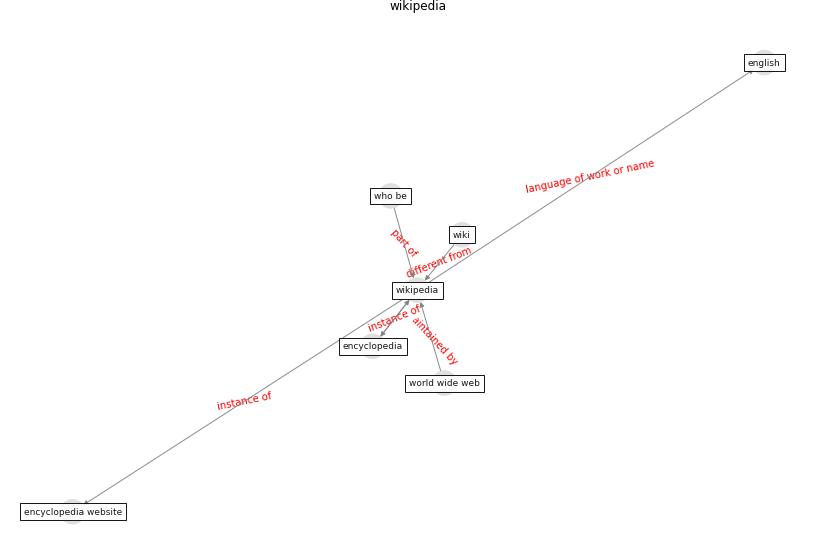 wikipedia
english
language of work or name
who be
part of
wiki
different from
wikipedia
instance of
encyclopedia
aintained by
world wide web
instance of
encyclopedia website